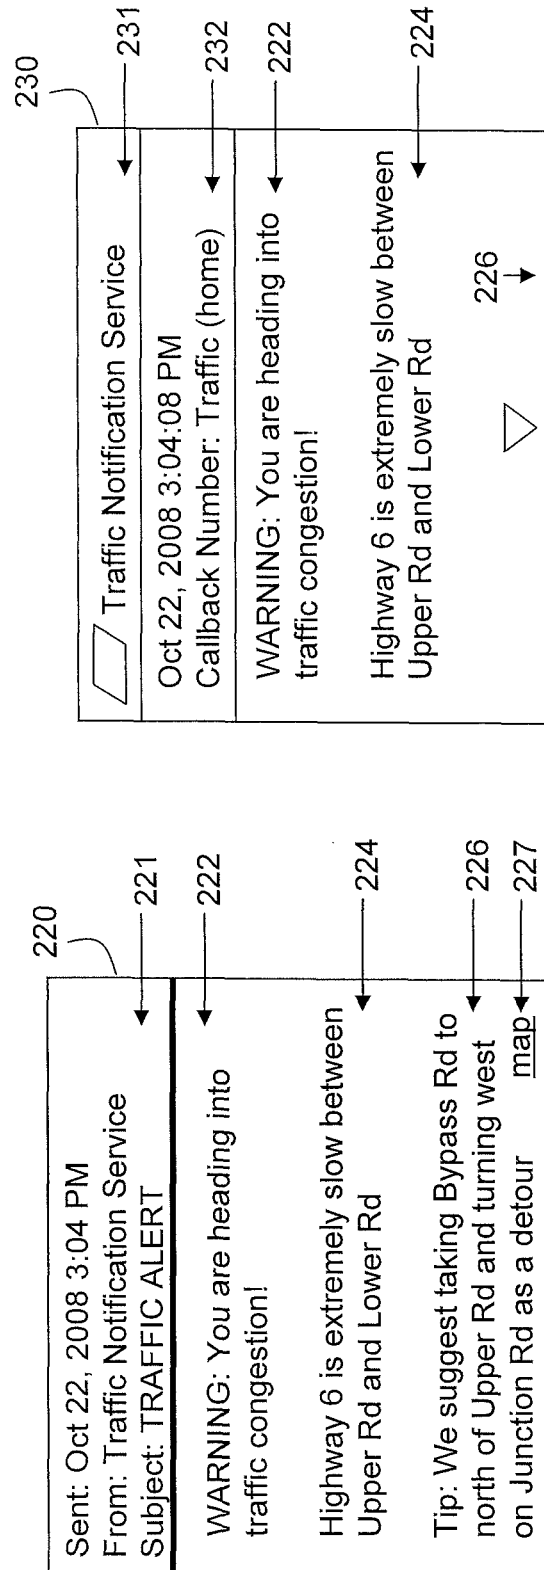 220
Sent: Oct 22, 2008 3:04 PM
From: Traffic Notification Service
Subject: TRAFFIC ALERT
221
WARNING: You are heading into
traffic congestion!
222
Highway 6 is extremely slow between
Upper Rd and Lower Rd
224
Tip: We suggest taking Bypass Rd to
north of Upper Rd and turning west
on Junction Rd as a detour map
226
227
230
Traffic Notification Service
231
Oct 22, 2008 3:04:08 PM
Callback Number: Traffic (home)
232
WARNING: You are heading into
traffic congestion!
222
Highway 6 is extremely slow between
Upper Rd and Lower Rd
224
226